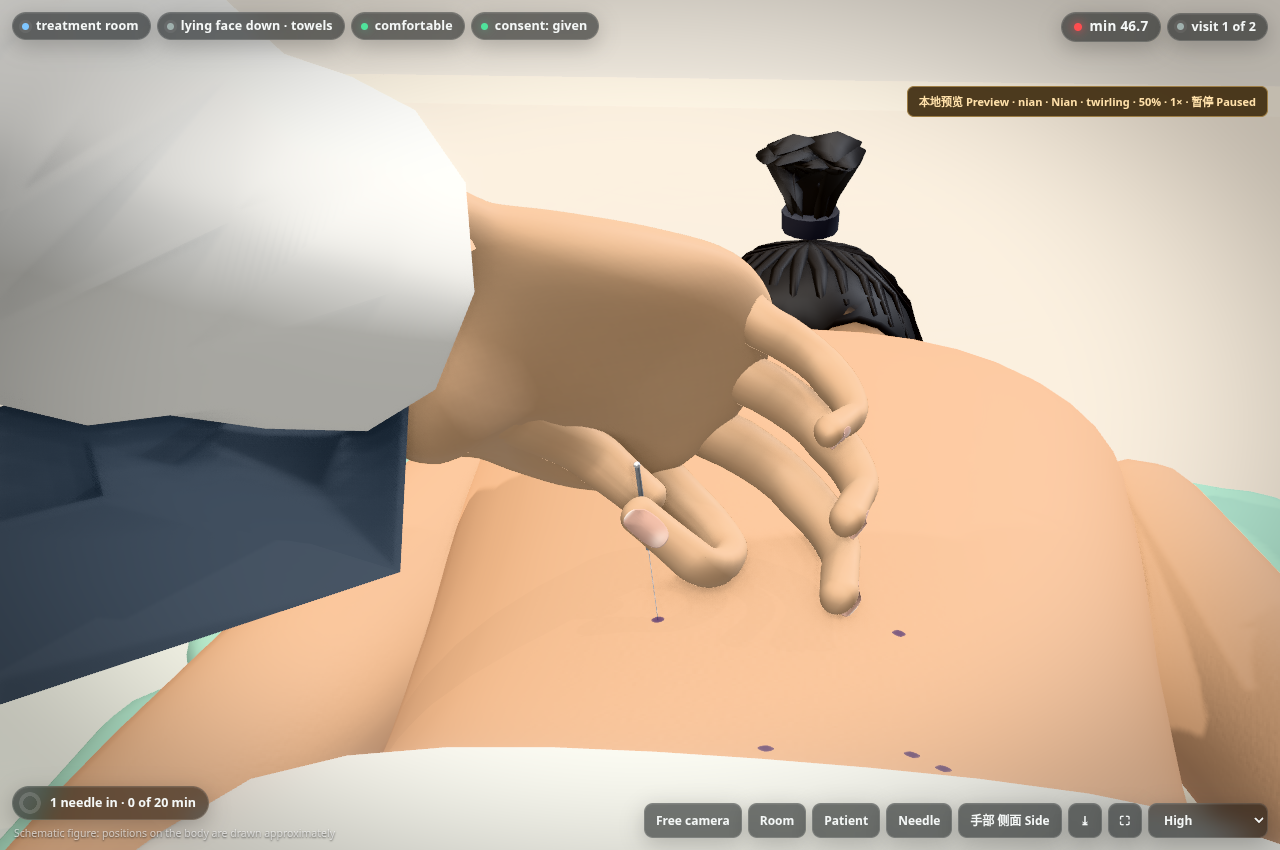 treatment room
lying face down · towels
comfortable
consent: given
min 46.7
visit 1 of 2
本地预览 Preview · nian · Nian · twirling · 50% · 1× · 暂停 Paused
1 needle in · 0 of 20 min
Schematic figure: positions on the body are drawn approximately
Free camera
Room
Patient
Needle
手部 侧面 Side
High